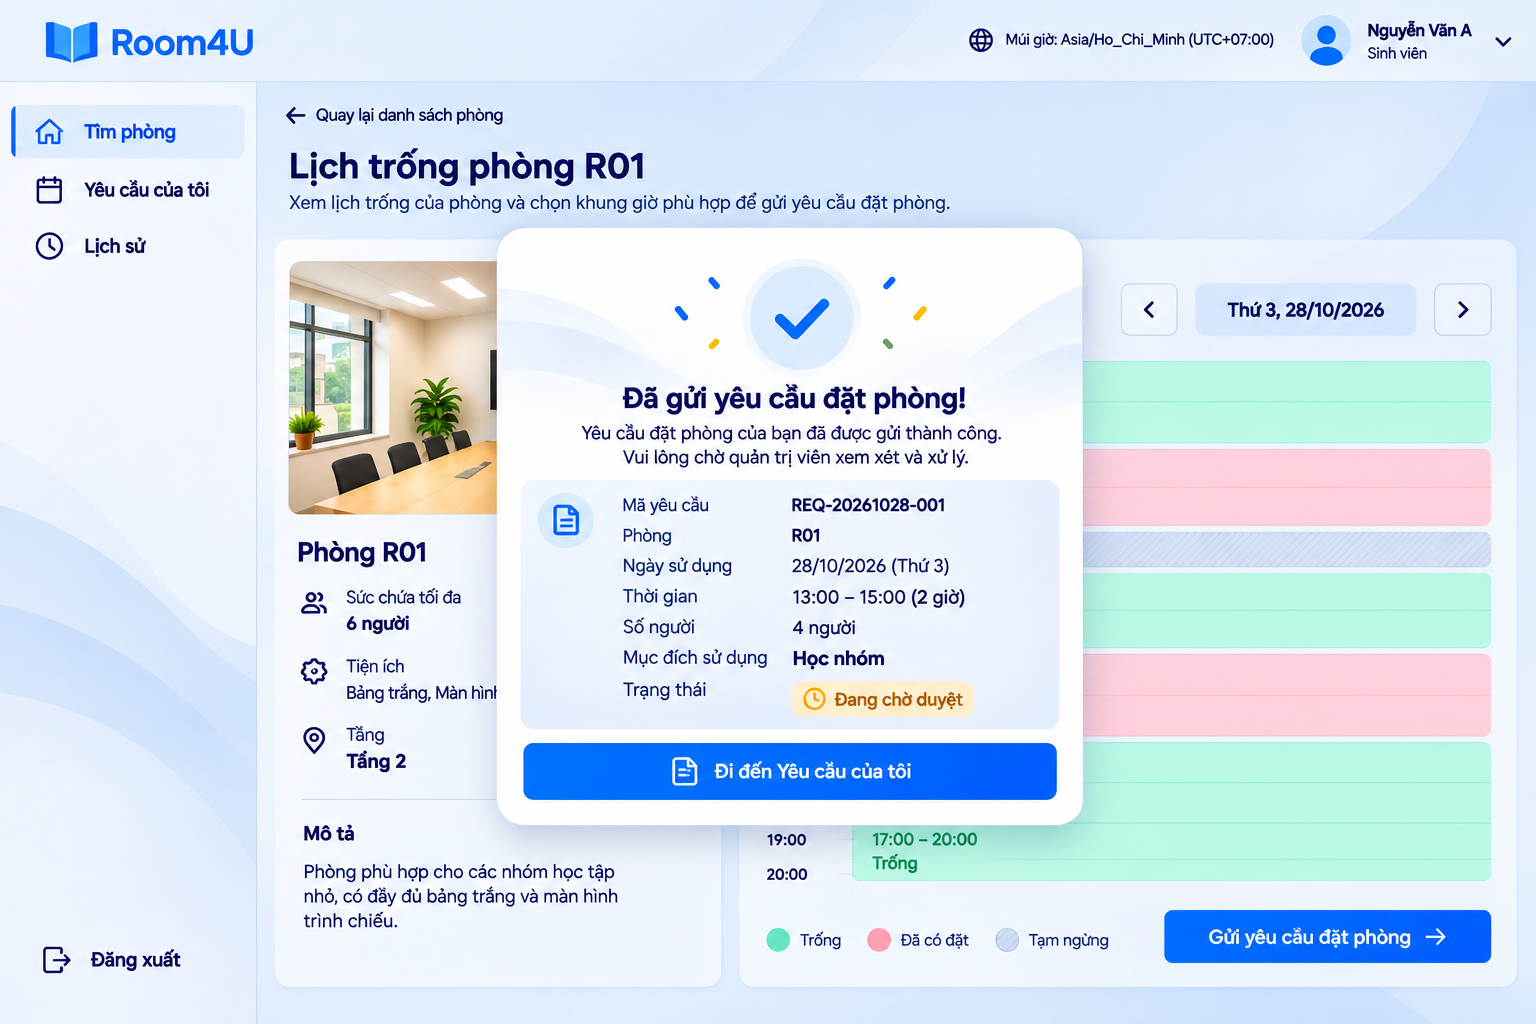 Room4U
Múi giờ: Asia/Ho_Chi_Minh (UTC+07:00)
Nguyễn Văn A
Sinh viên
Tìm phòng
Yêu cầu của tôi
Lịch sử
Đăng xuất
Quay lại danh sách phòng
Lịch trống phòng R01
Xem lịch trống của phòng và chọn khung giờ phù hợp để gửi yêu cầu đặt phòng.
Phòng R01
Sức chứa tối đa
6 người
Tiện ích
Bảng trắng, Màn hình
Tầng
Tầng 2
Mô tả
Phòng phù hợp cho các nhóm học tập
nhỏ, có đầy đủ bảng trắng và màn hình
trình chiếu.
Thứ 3, 28/10/2026
Đã gửi yêu cầu đặt phòng!
Yêu cầu đặt phòng của bạn đã được gửi thành công.
Vui lòng chờ quản trị viên xem xét và xử lý.
Mã yêu cầu REQ-20261028-001
Phòng R01
Ngày sử dụng 28/10/2026 (Thứ 3)
Thời gian 13:00 – 15:00 (2 giờ)
Số người 4 người
Mục đích sử dụng Học nhóm
Trạng thái Đang chờ duyệt
Đi đến Yêu cầu của tôi
19:00
17:00 – 20:00
Trống
20:00
Trống
Đã có đặt
Tạm ngừng
Gửi yêu cầu đặt phòng